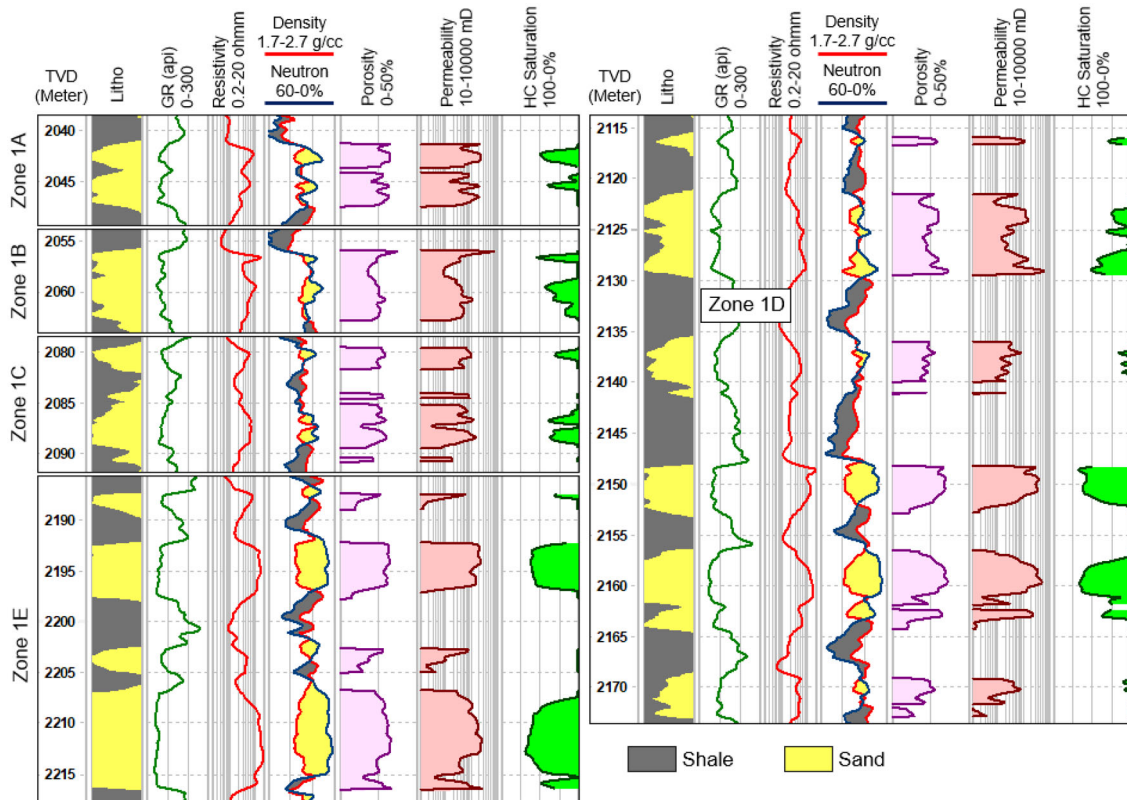 TVD
(Meter)
Litho
GR (api)
0-300
Resistivity
0.2-20 ohmm
Density
1.7-2.7 g/cc
Neutron
60-0%
Porosity
0-50%
Permeability
10-10000 mD
HC Saturation
100-0%
Zone 1A
2040
2045
Zone 1B
2055
2060
Zone 1C
2080
2085
2090
Zone 1E
2190
2195
2200
2205
2210
2215
TVD
(Meter)
Litho
GR (api)
0-300
Resistivity
0.2-20 ohmm
Density
1.7-2.7 g/cc
Neutron
60-0%
Porosity
0-50%
Permeability
10-10000 mD
HC Saturation
100-0%
2115
2120
2125
2130
Zone 1D
2135
2140
2145
2150
2155
2160
2165
2170
Shale
Sand